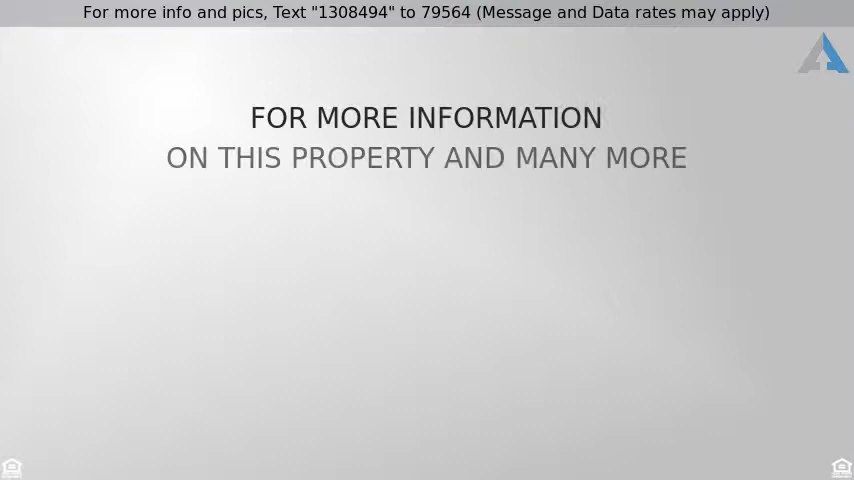 For more info and pics, Text "1308494" to 79564 (Message and Data rates may apply)
FOR MORE INFORMATION
ON THIS PROPERTY AND MANY MORE